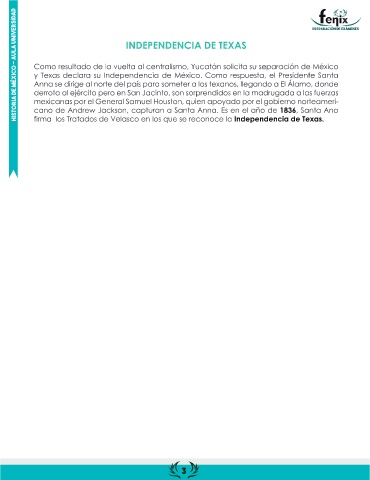 HISTORIA DE MÉXICO – AULA UNIVERSIDAD
fenix
PREPARACIÓN DE EXÁMENES
INDEPENDENCIA DE TEXAS
Como resultado de la vuelta al centralismo, Yucatán solicita su separación de México
y Texas declara su Independencia de México. Como respuesta, el Presidente Santa
Anna se dirige al norte del país para someter a los texanos, llegando a El Álamo, donde
derrota al ejército pero en San Jacinto, son sorprendidos en la madrugada a las fuerzas
mexicanas por el General Samuel Houston, quien apoyado por el gobierno norteameri-
cano de Andrew Jackson, capturan a Santa Anna. Es en el año de 1836, Santa Ana
firma los Tratados de Velasco en los que se reconoce la Independencia de Texas.
3